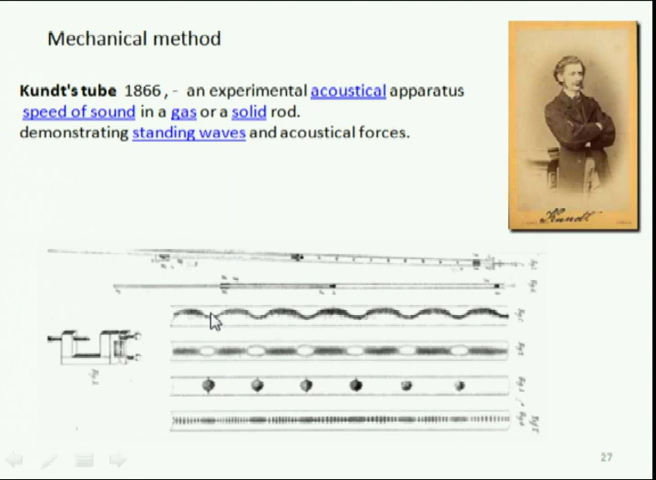 Mechanical method
Kundt's tube 1866 , - an experimental acoustical apparatus
speed of sound in a gas or a solid rod.
demonstrating standing waves and acoustical forces.
Kundt
27